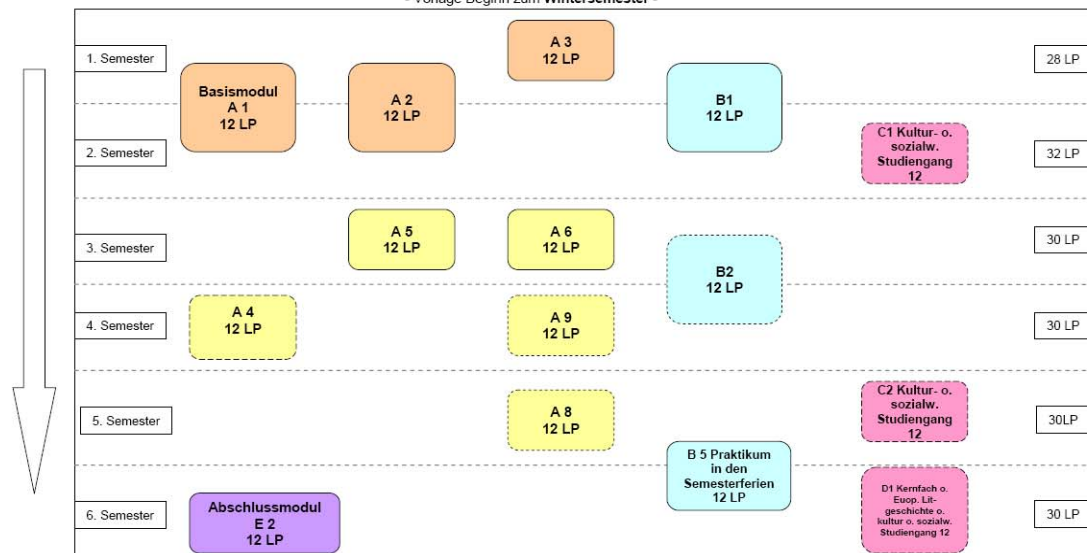 - Vorlage Beginn zum Wintersemester -
1. Semester
A 3
12 LP
28 LP
Basismodul
A 1
12 LP
A 2
12 LP
B1
12 LP
2. Semester
C1 Kultur- o.
sozialw.
Studiengang
12
32 LP
3. Semester
A 5
12 LP
A 6
12 LP
B2
12 LP
30 LP
4. Semester
A 4
12 LP
A 9
12 LP
30 LP
5. Semester
A 8
12 LP
C2 Kultur- o.
sozialw.
Studiengang
12
30LP
B 5 Praktikum
in den
Semesterferien
12 LP
6. Semester
Abschlussmodul
E 2
12 LP
D1 Kernfach o.
Euop. Lit-
geschichte o.
kultur o. sozialw.
Studiengang 12
30 LP